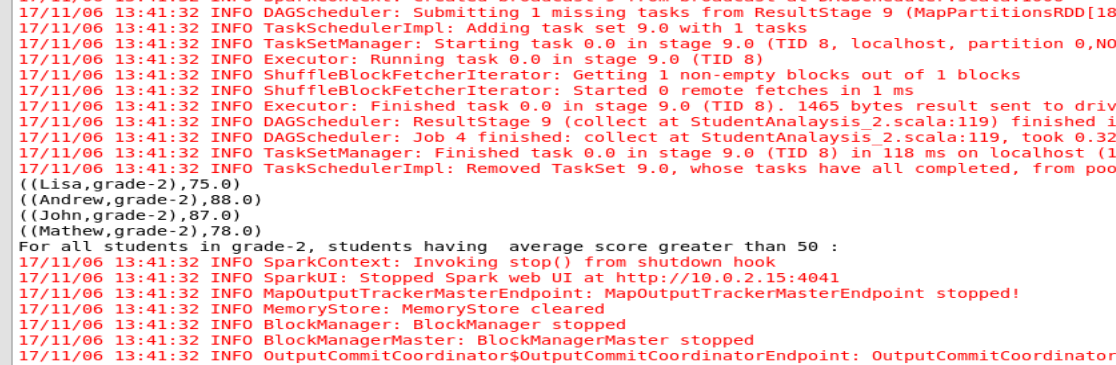 17/11/06 13:41:32 INFO DAGScheduler: Submitting 1 missing tasks from ResultStage 9 (MapPartitionsRDD[18
17/11/06 13:41:32 INFO TaskSchedulerImpl: Adding task set 9.0 with 1 tasks
17/11/06 13:41:32 INFO TaskSetManager: Starting task 0.0 in stage 9.0 (TID 8, localhost, partition 0,NO
17/11/06 13:41:32 INFO Executor: Running task 0.0 in stage 9.0 (TID 8)
17/11/06 13:41:32 INFO ShuffleBlockFetcherIterator: Getting 1 non-empty blocks out of 1 blocks
17/11/06 13:41:32 INFO ShuffleBlockFetcherIterator: Started 0 remote fetches in 1 ms
17/11/06 13:41:32 INFO Executor: Finished task 0.0 in stage 9.0 (TID 8). 1465 bytes result sent to driv
17/11/06 13:41:32 INFO DAGScheduler: ResultStage 9 (collect at StudentAnalaysis_2.scala:119) finished i
17/11/06 13:41:32 INFO DAGScheduler: Job 4 finished: collect at StudentAnalaysis_2.scala:119, took 0.32
17/11/06 13:41:32 INFO TaskSetManager: Finished task 0.0 in stage 9.0 (TID 8) in 118 ms on localhost (1
17/11/06 13:41:32 INFO TaskSchedulerImpl: Removed TaskSet 9.0, whose tasks have all completed, from poo
((Lisa,grade-2),75.0)
((Andrew,grade-2),88.0)
((John,grade-2),87.0)
((Mathew,grade-2),78.0)
For all students in grade-2, students having  average score greater than 50 :
17/11/06 13:41:32 INFO SparkContext: Invoking stop() from shutdown hook
17/11/06 13:41:32 INFO SparkUI: Stopped Spark web UI at http://10.0.2.15:4041
17/11/06 13:41:32 INFO MapOutputTrackerMasterEndpoint: MapOutputTrackerMasterEndpoint stopped!
17/11/06 13:41:32 INFO MemoryStore: MemoryStore cleared
17/11/06 13:41:32 INFO BlockManager: BlockManager stopped
17/11/06 13:41:32 INFO BlockManagerMaster: BlockManagerMaster stopped
17/11/06 13:41:32 INFO OutputCommitCoordinator$OutputCommitCoordinatorEndpoint: OutputCommitCoordinator